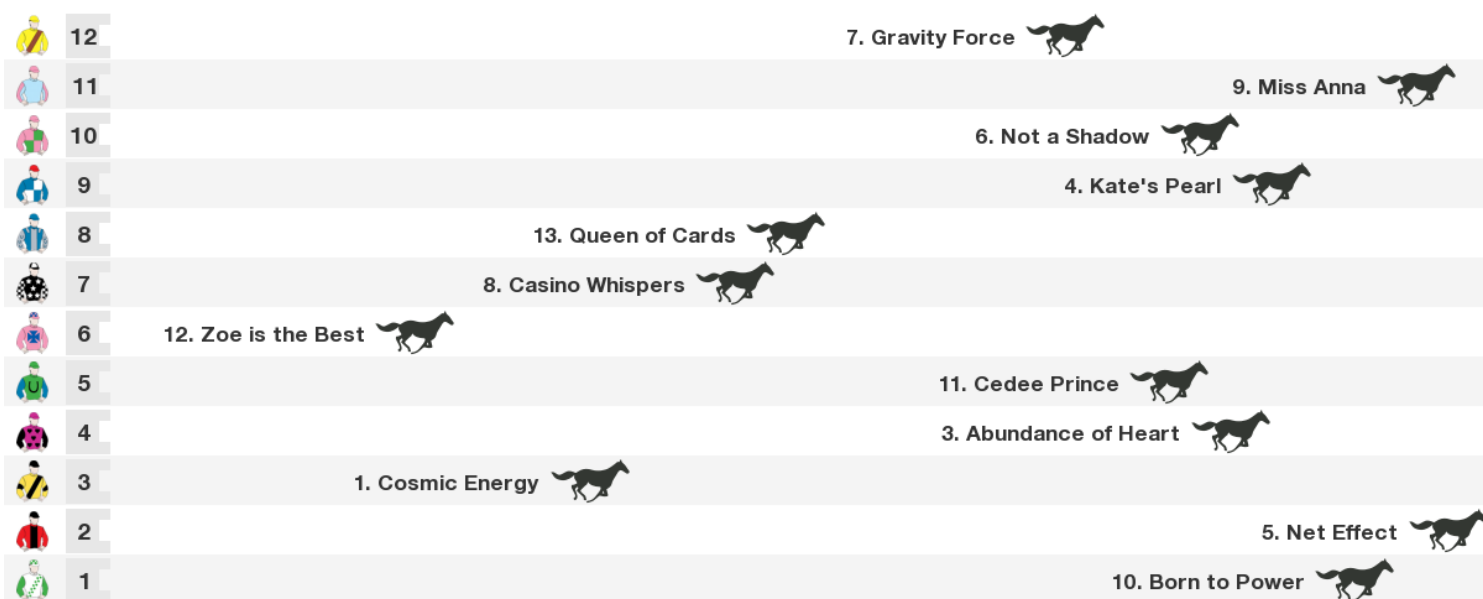 12 7. Gravity Force
11 9. Miss Anna
10 6. Not a Shadow
9 4. Kate's Pearl
8 13. Queen of Cards
7 8. Casino Whispers
6 12. Zoe is the Best
5 11. Cedee Prince
4 3. Abundance of Heart
3 1. Cosmic Energy
2 5. Net Effect
1 10. Born to Power